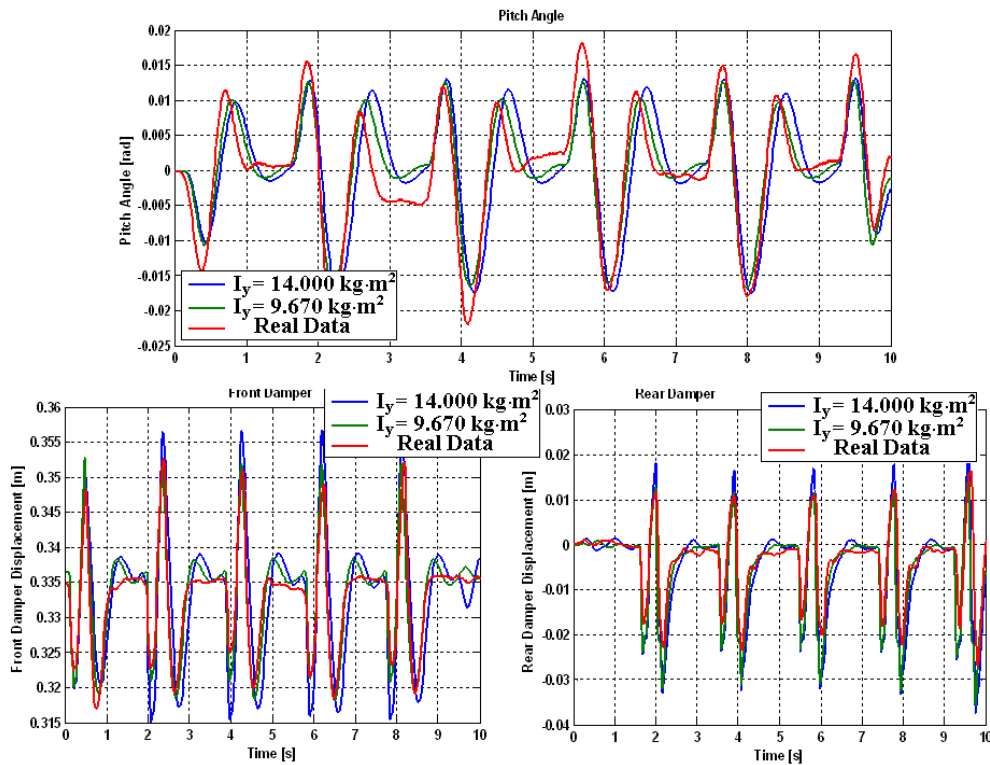 Pitch Angle
0.02
0.015
0.01
0.005
0
-0.005
-0.01
-0.015
-0.02
-0.025
Pitch Angle [rad]
I_y = 14.000 kg·m²
I_y = 9.670 kg·m²
Real Data
0 1 2 3 4 5 6 7 8 9 10
Time [s]
Front Damper
I_y = 14.000 kg·m²
I_y = 9.670 kg·m²
Real Data
0.36
0.355
0.35
0.345
0.34
0.335
0.33
0.325
0.32
0.315
Front Damper Displacement [m]
0 1 2 3 4 5 6 7 8 9 10
Time [s]
Rear Damper
I_y = 14.000 kg·m²
I_y = 9.670 kg·m²
Real Data
0.03
0.02
0.01
0
-0.01
-0.02
-0.03
-0.04
Rear Damper Displacement [m]
0 1 2 3 4 5 6 7 8 9 10
Time [s]